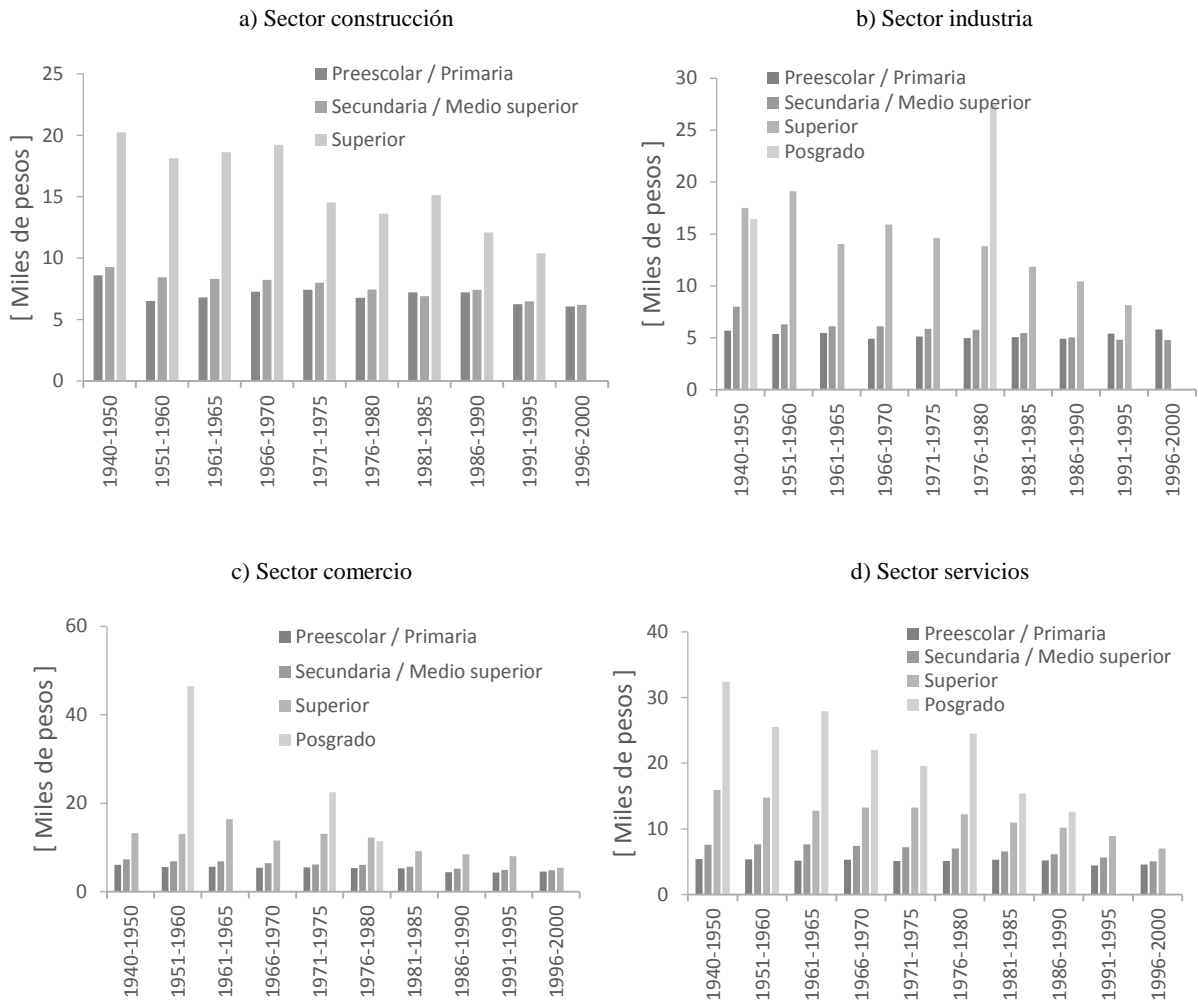 a) Sector construcción
[ Miles de pesos ]
25
20
15
10
5
0
Preescolar / Primaria
Secundaria / Medio superior
Superior
1940-1950
1951-1960
1961-1965
1966-1970
1971-1975
1976-1980
1981-1985
1986-1990
1991-1995
1996-2000
b) Sector industria
[ Miles de pesos ]
30
25
20
15
10
5
0
Preescolar / Primaria
Secundaria / Medio superior
Superior
Posgrado
1940-1950
1951-1960
1961-1965
1966-1970
1971-1975
1976-1980
1981-1985
1986-1990
1991-1995
1996-2000
c) Sector comercio
[ Miles de pesos ]
60
40
20
0
Preescolar / Primaria
Secundaria / Medio superior
Superior
Posgrado
1940-1950
1951-1960
1961-1965
1966-1970
1971-1975
1976-1980
1981-1985
1986-1990
1991-1995
1996-2000
d) Sector servicios
[ Miles de pesos ]
40
30
20
10
0
Preescolar / Primaria
Secundaria / Medio superior
Superior
Posgrado
1940-1950
1951-1960
1961-1965
1966-1970
1971-1975
1976-1980
1981-1985
1986-1990
1991-1995
1996-2000